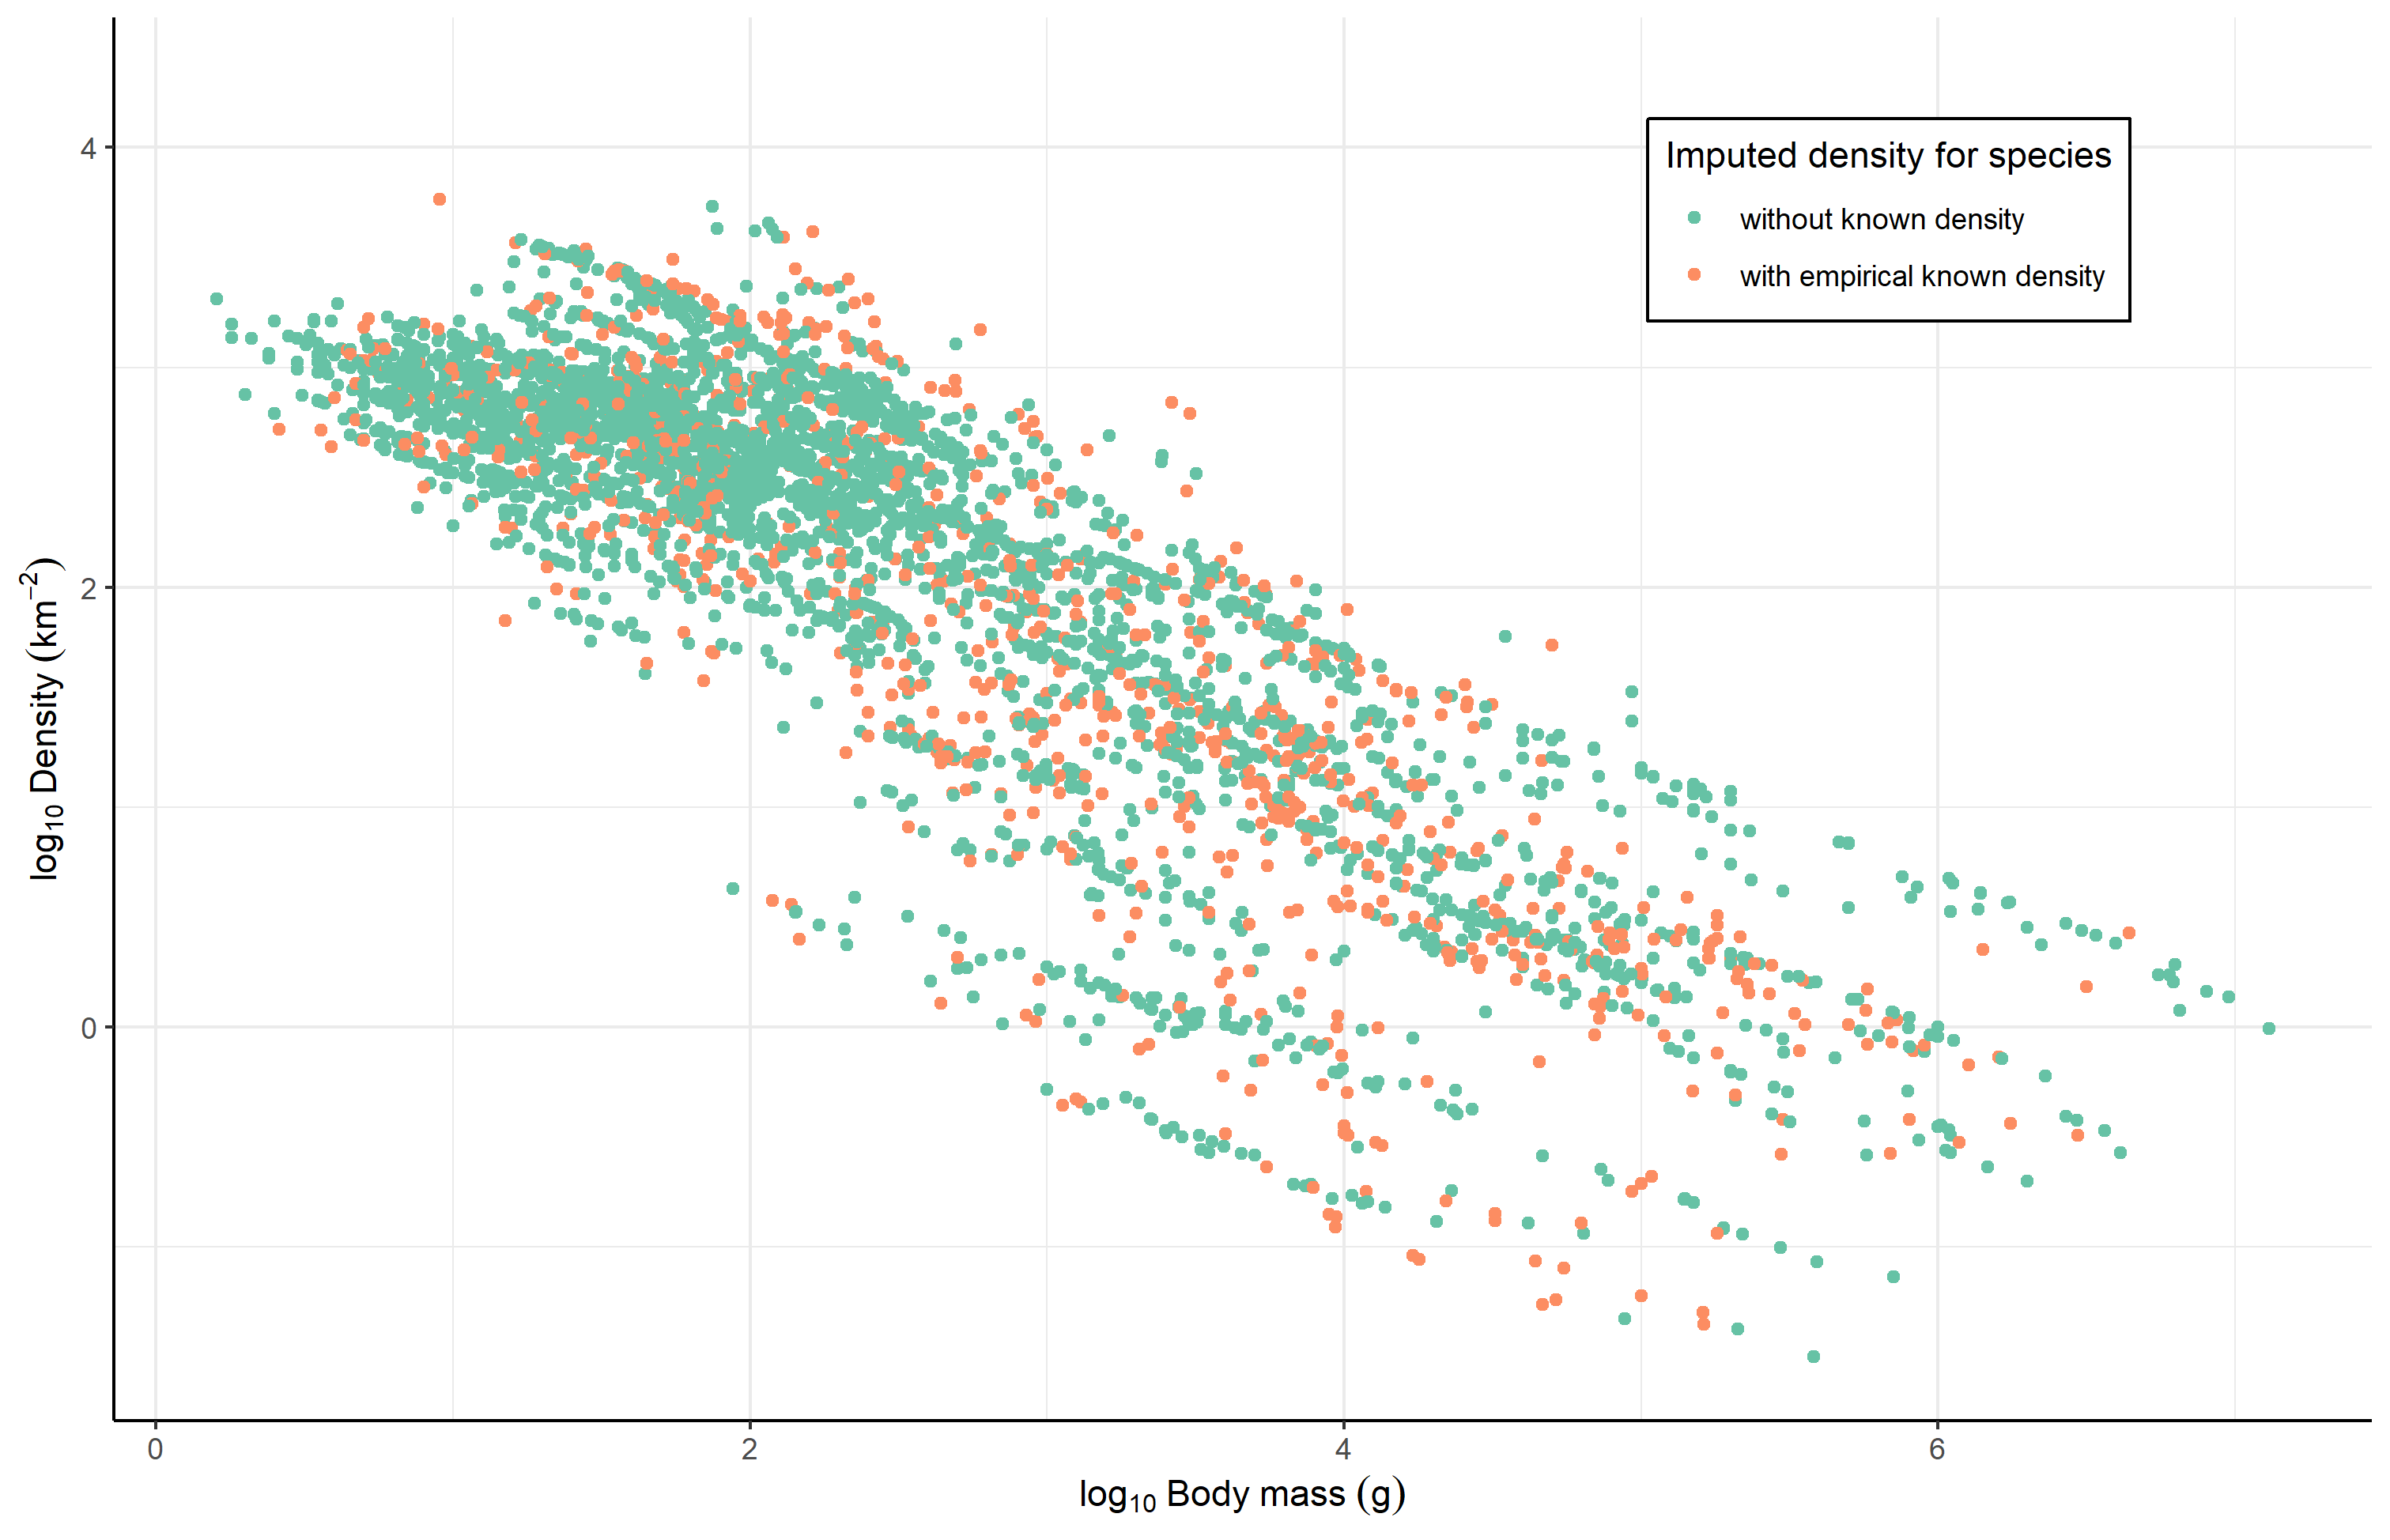 4
2
0
log₁₀ Density (km⁻²)
Imputed density for species
without known density
with empirical known density
0 2 4 6
log₁₀ Body mass (g)